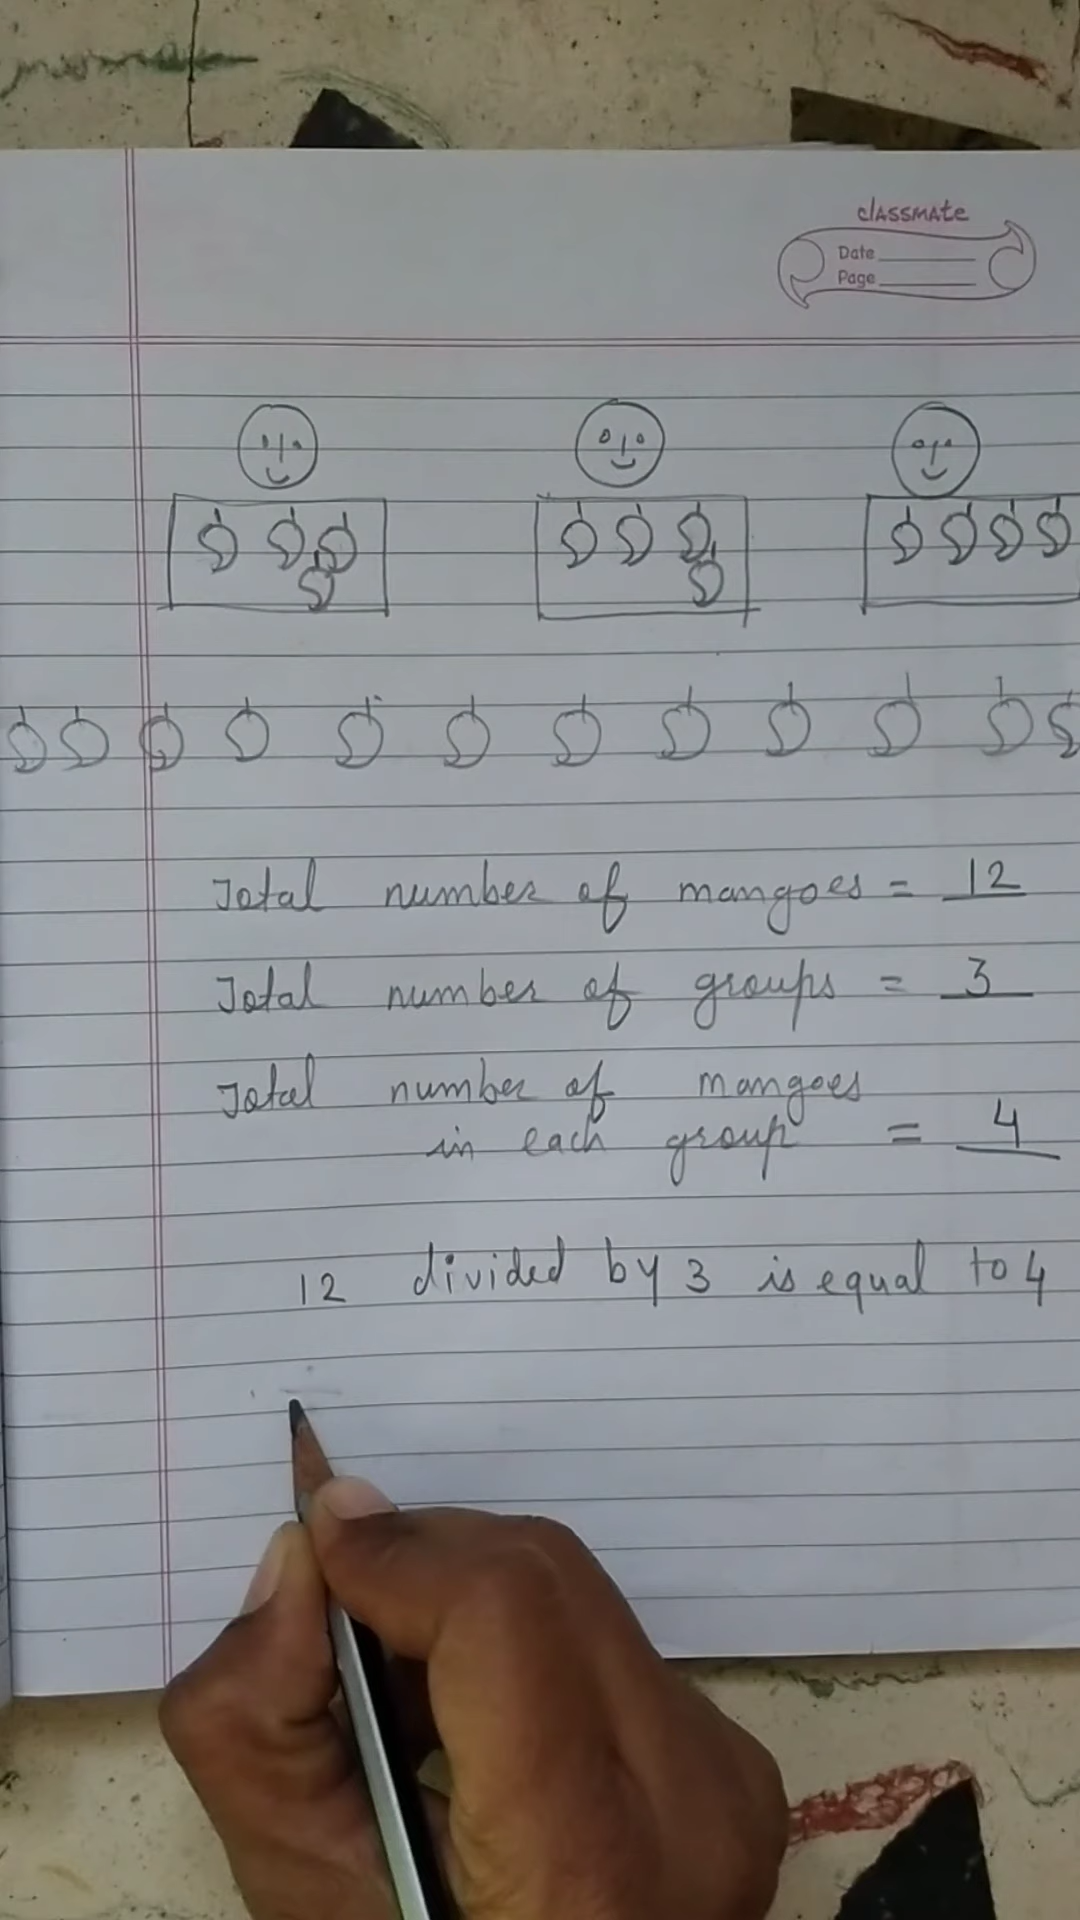 classmate
Date
Page
Total number of mangoes = 12
Total number of groups = 3
Total number of mangoes
in each group = 4
12 divided by 3 is equal to 4